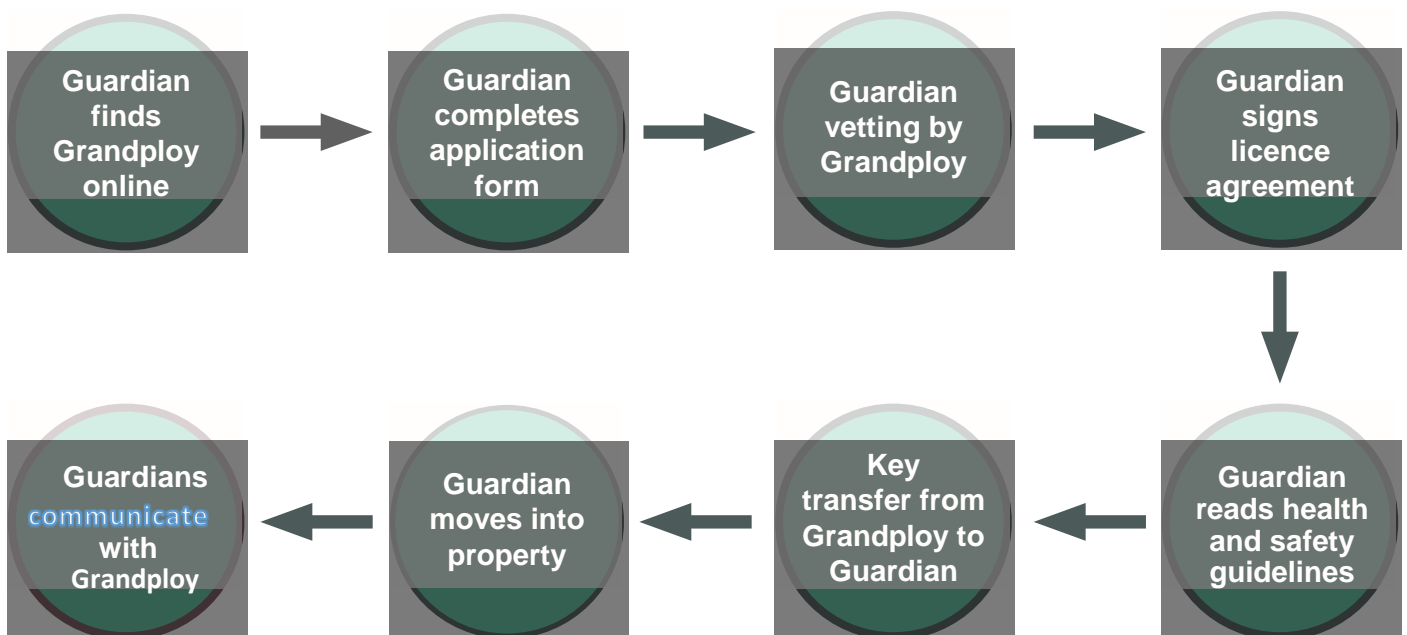 Guardian
finds
Grandploy
online
Guardian
completes
application
form
Guardian
vetting by
Grandploy
Guardian
signs
licence
agreement
Guardian
reads health
and safety
guidelines
Key
transfer from
Grandploy to
Guardian
Guardian
moves into
property
Guardians
communicate
with
Grandploy